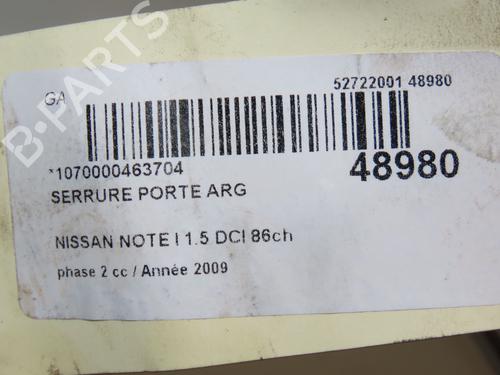 B-PARTS
GA
52722001 48980
*1070000463704
48980
SERRURE PORTE ARG
NISSAN NOTE I 1.5 DCI 86ch
phase 2 cc / Année 2009